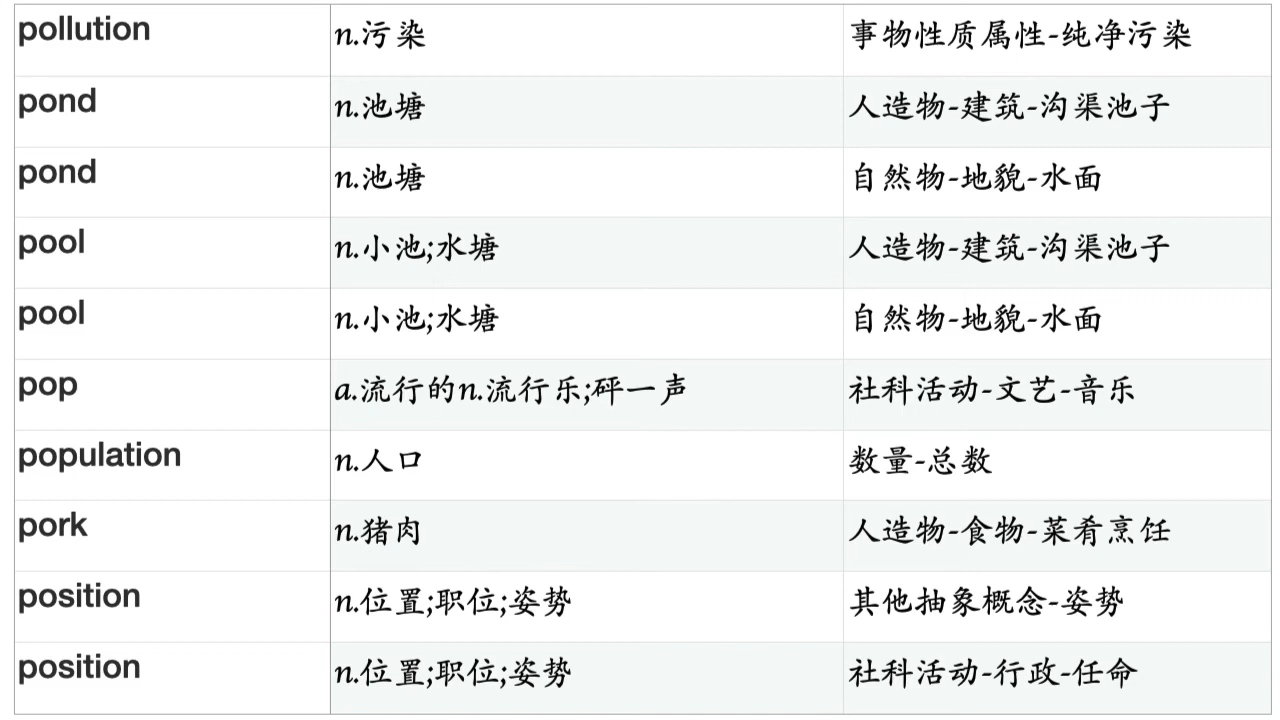 pollution n.污染 事物性质属性-纯净污染
pond n.池塘 人造物-建筑-沟渠池子
pond n.池塘 自然物-地貌-水面
pool n.小池;水塘 人造物-建筑-沟渠池子
pool n.小池;水塘 自然物-地貌-水面
pop a.流行的n.流行乐;砰一声 社科活动-文艺-音乐
population n.人口 数量-总数
pork n.猪肉 人造物-食物-菜肴烹饪
position n.位置;职位;姿势 其他抽象概念-姿势
position n.位置;职位;姿势 社科活动-行政-任命